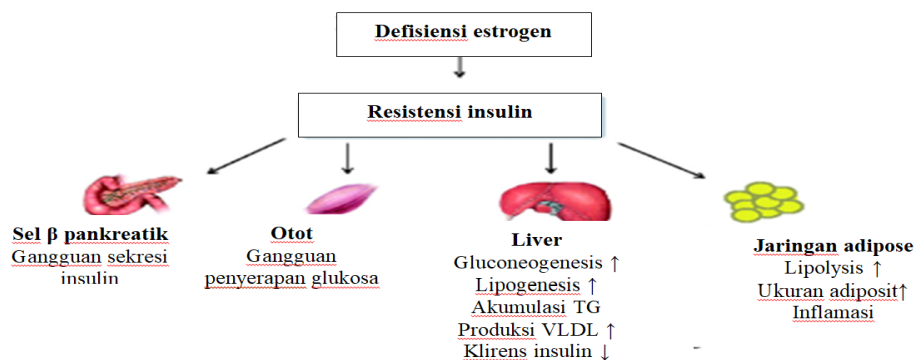 Defisiensi estrogen
Resistensi insulin
Sel β pankreatik
Gangguan sekresi
insulin
Otot
Gangguan
penyerapan glukosa
Liver
Gluconeogenesis ↑
Lipogenesis ↑
Akumulasi TG
Produksi VLDL ↑
Klirens insulin ↓
Jaringan adipose
Lipolysis ↑
Ukuran adiposit↑
Inflamasi